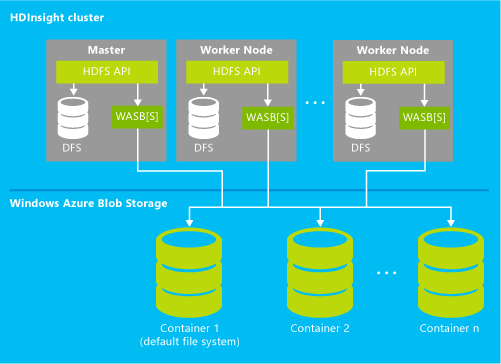 HDInsight cluster
Master
Worker Node
Worker Node
HDFS API
HDFS API
HDFS API
WASB[S]
WASB[S]
WASB[S]
...
DFS
DFS
DFS
Windows Azure Blob Storage
...
Container 1
(default file system)
Container 2
Container n